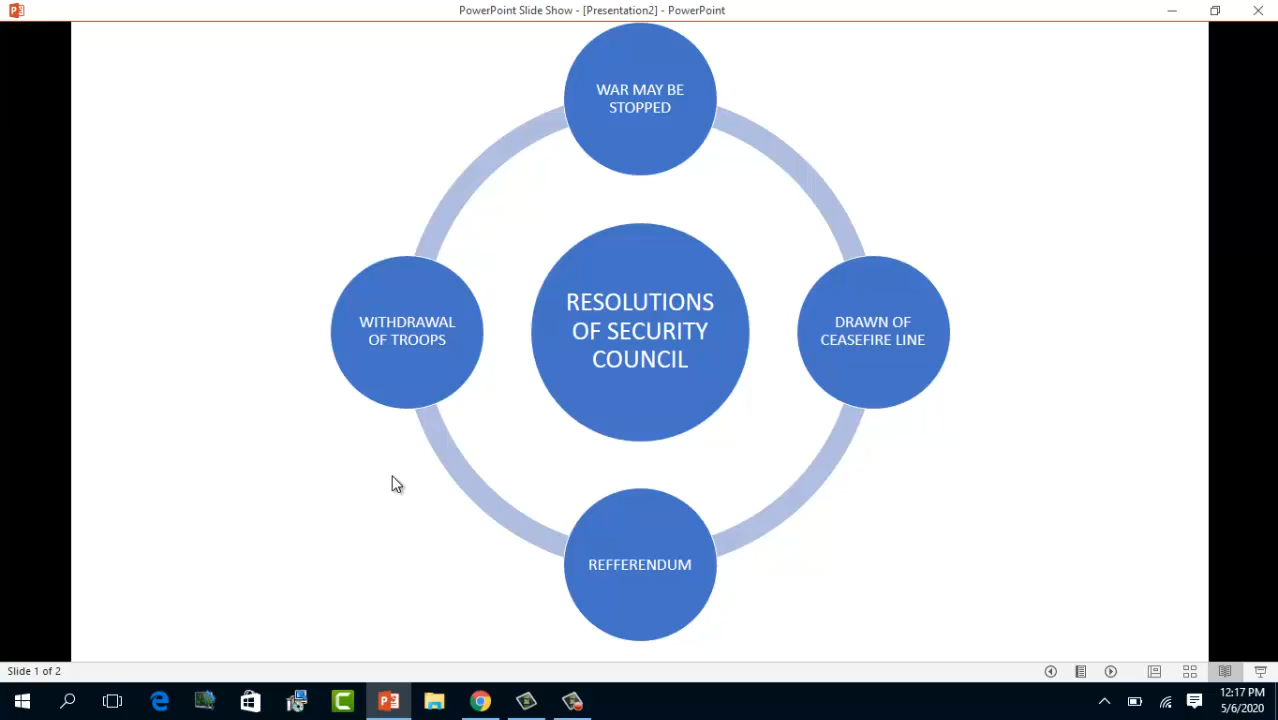 PowerPoint Slide Show - [Presentation2] - PowerPoint
WAR MAY BE
STOPPED
WITHDRAWAL
OF TROOPS
RESOLUTIONS
OF SECURITY
COUNCIL
DRAWN OF
CEASEFIRE LINE
REFFERENDUM
Slide 1 of 2
12:17 PM
5/6/2020